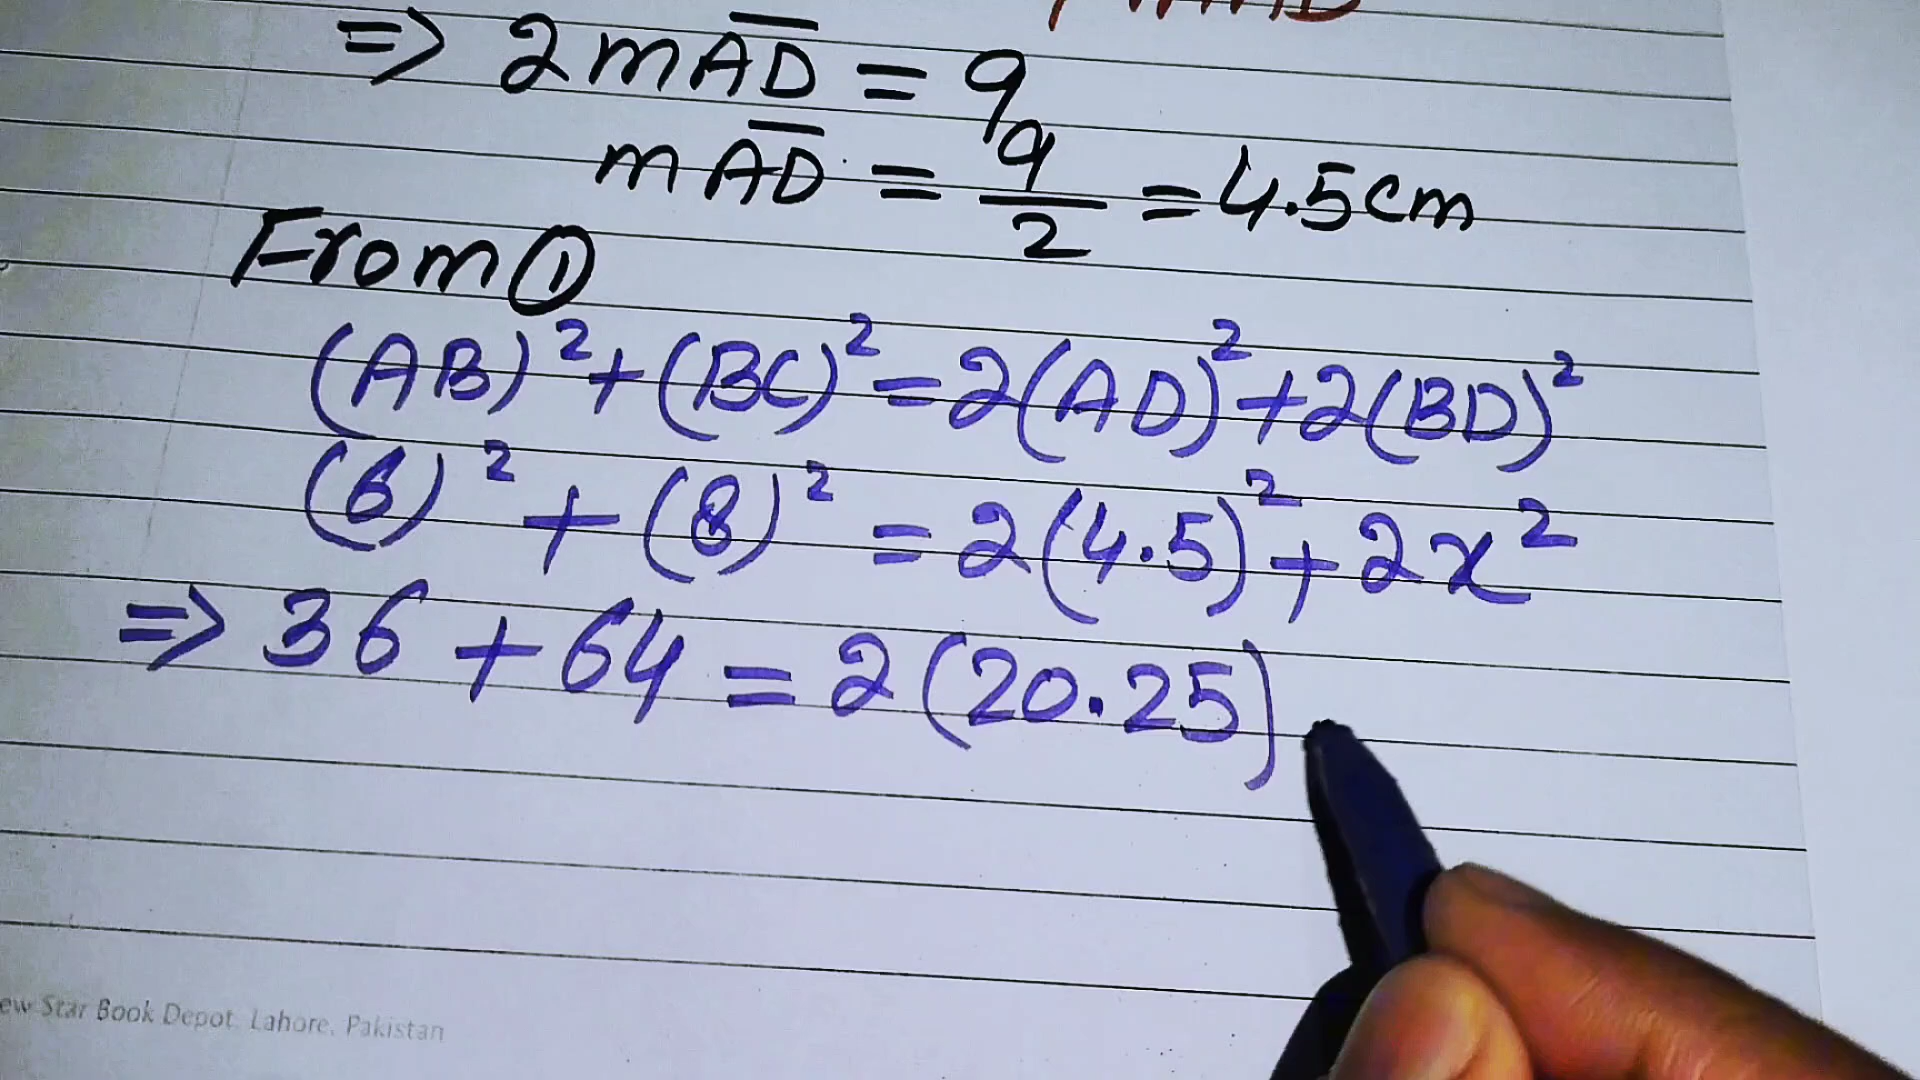 => 2mAD = 9
mAD = 9/2 = 4.5cm
From ①
(AB)² + (BC)² = 2(AD)² + 2(BD)²
(6)² + (8)² = 2(4.5)² + 2x²
=> 36 + 64 = 2(20.25)
ew Star Book Depot, Lahore, Pakistan